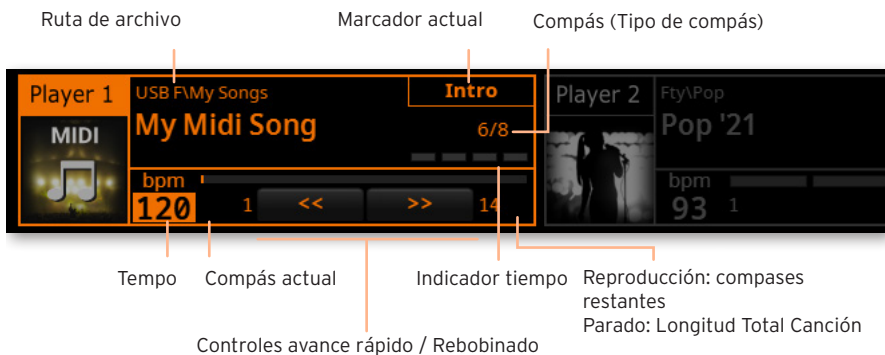 Ruta de archivo
Marcador actual
Compás (Tipo de compás)
Player 1
USB F\My Songs
Intro
MIDI
My Midi Song
6/8
bpm
120
1
<<
>>
14
Player 2
Fty\Pop
Pop '21
bpm
93
1
Tempo
Compás actual
Indicador tiempo
Reproducción: compases
restantes
Parado: Longitud Total Canción
Controles avance rápido / Rebobinado